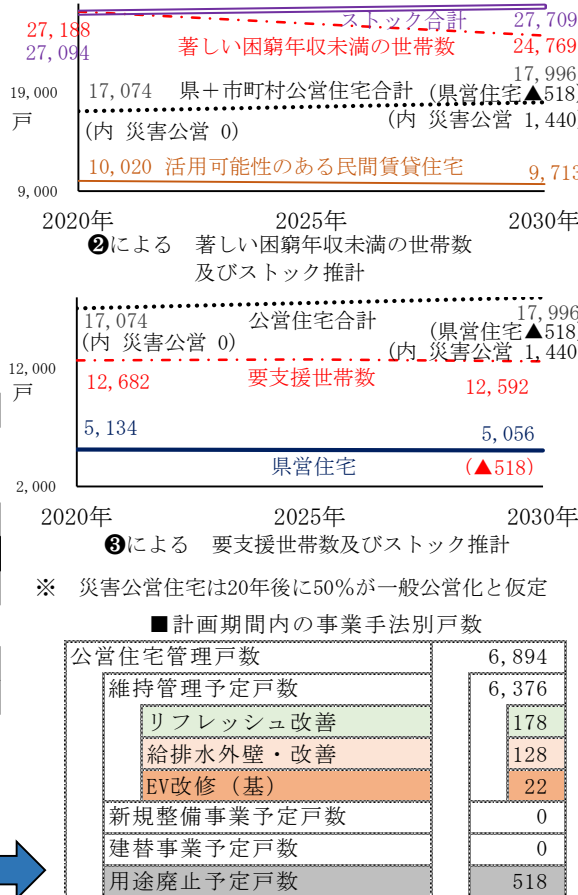 ストック合計 27,709
27,188
著しい困窮年収未満の世帯数 24,769
27,094
17,996
19,000
17,074 県+市町村公営住宅合計 (県営住宅▲518)
戸
(内 災害公営 0) (内 災害公営 1,440)
10,020 活用可能性のある民間賃貸住宅 9,713
9,000
2020年 2025年 2030年
❷による 著しい困窮年収未満の世帯数
及びストック推計
17,074 公営住宅合計 17,996
(県営住宅▲518)
(内 災害公営 0) (内 災害公営 1,440
12,000
戸
12,682 要支援世帯数 12,592
5,134 5,056
県営住宅 (▲518)
2,000
2020年 2025年 2030年
❸による 要支援世帯数及びストック推計
※ 災害公営住宅は20年後に50%が一般公営化と仮定
■計画期間内の事業手法別戸数
公営住宅管理戸数 6,894
維持管理予定戸数 6,376
リフレッシュ改善 178
給排水外壁・改善 128
EV改修（基） 22
新規整備事業予定戸数 0
建替事業予定戸数 0
用途廃止予定戸数 518